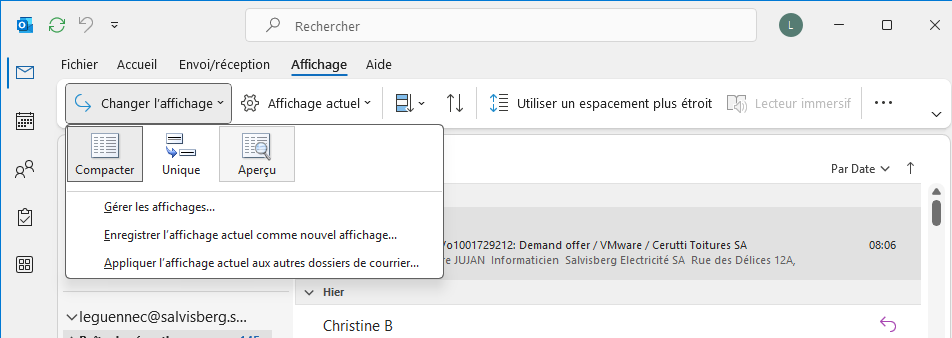 Rechercher
L
Fichier Accueil Envoi/réception Affichage Aide
Changer l'affichage Affichage actuel Utiliser un espacement plus étroit Lecteur immersif
Compacter Unique Aperçu
Par Date
Gérer les affichages...
Enregistrer l'affichage actuel comme nouvel affichage...
/o1001729212: Demand offer / VMware / Cerutti Toitures SA 08:06
Appliquer l'affichage actuel aux autres dossiers de courrier...
re JUJAN Informaticien Salvisberg Electricité SA Rue des Délices 12A,
Hier
leguennec@salvisberg.s...
Christine B